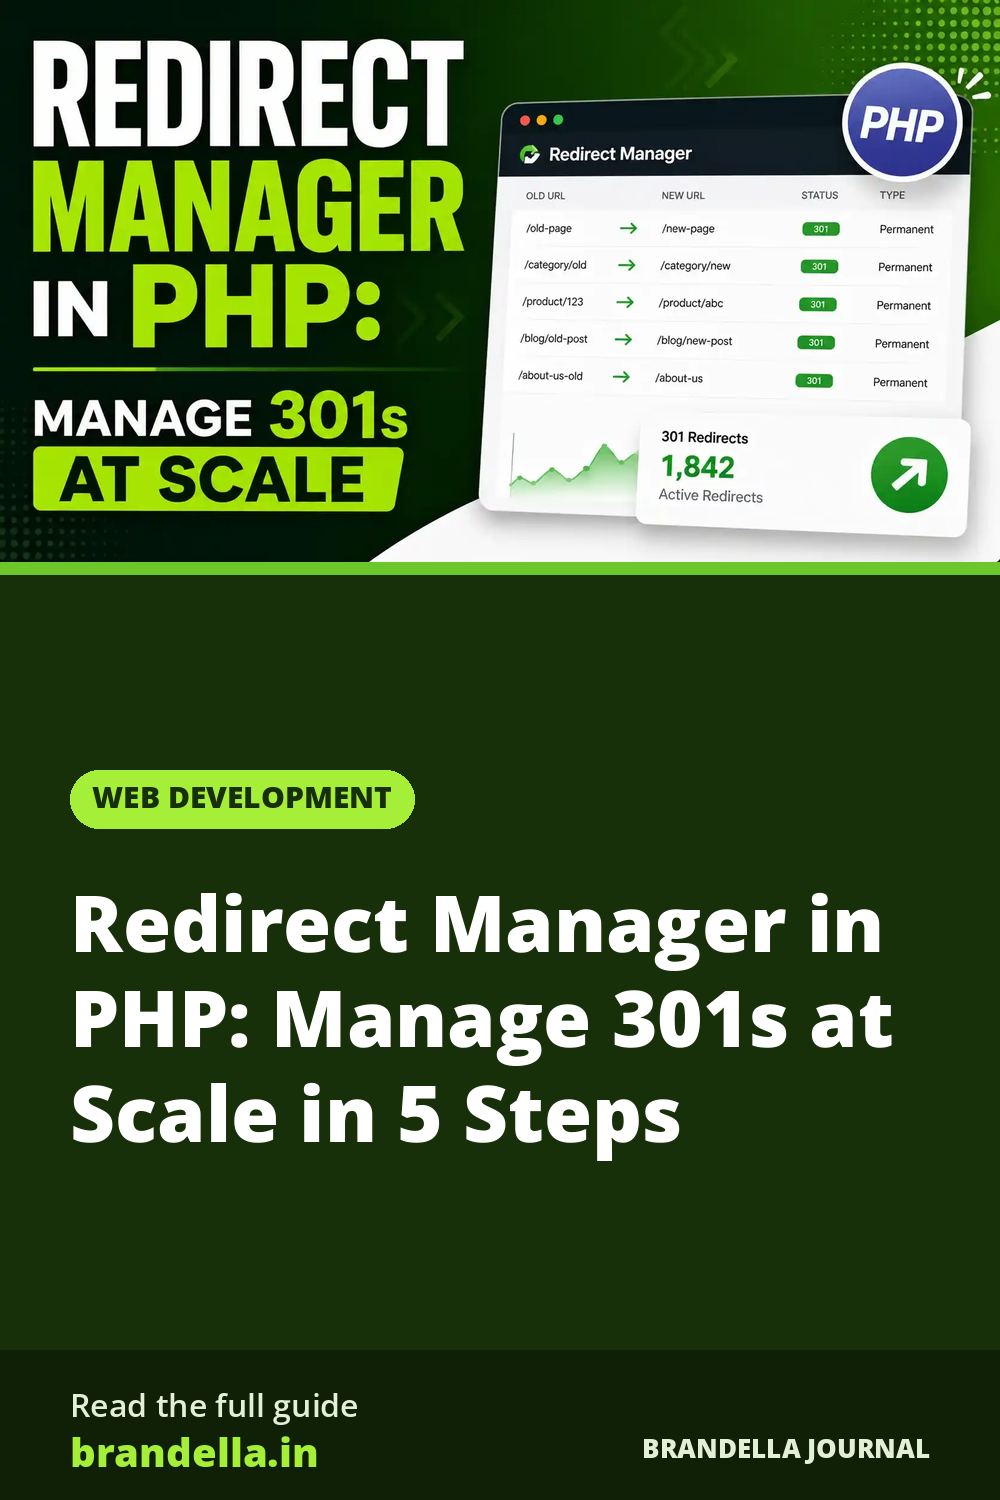 REDIRECT
MANAGER
IN PHP:
MANAGE 301s
AT SCALE
PHP
Redirect Manager
OLD URL NEW URL STATUS TYPE
/old-page → /new-page 301 Permanent
/category/old → /category/new 301 Permanent
/product/123 → /product/abc 301 Permanent
/blog/old-post → /blog/new-post 301 Permanent
/about-us-old → /about-us 301 Permanent
301 Redirects
1,842
Active Redirects
WEB DEVELOPMENT
Redirect Manager in
PHP: Manage 301s at
Scale in 5 Steps
Read the full guide
brandella.in
BRANDELLA JOURNAL